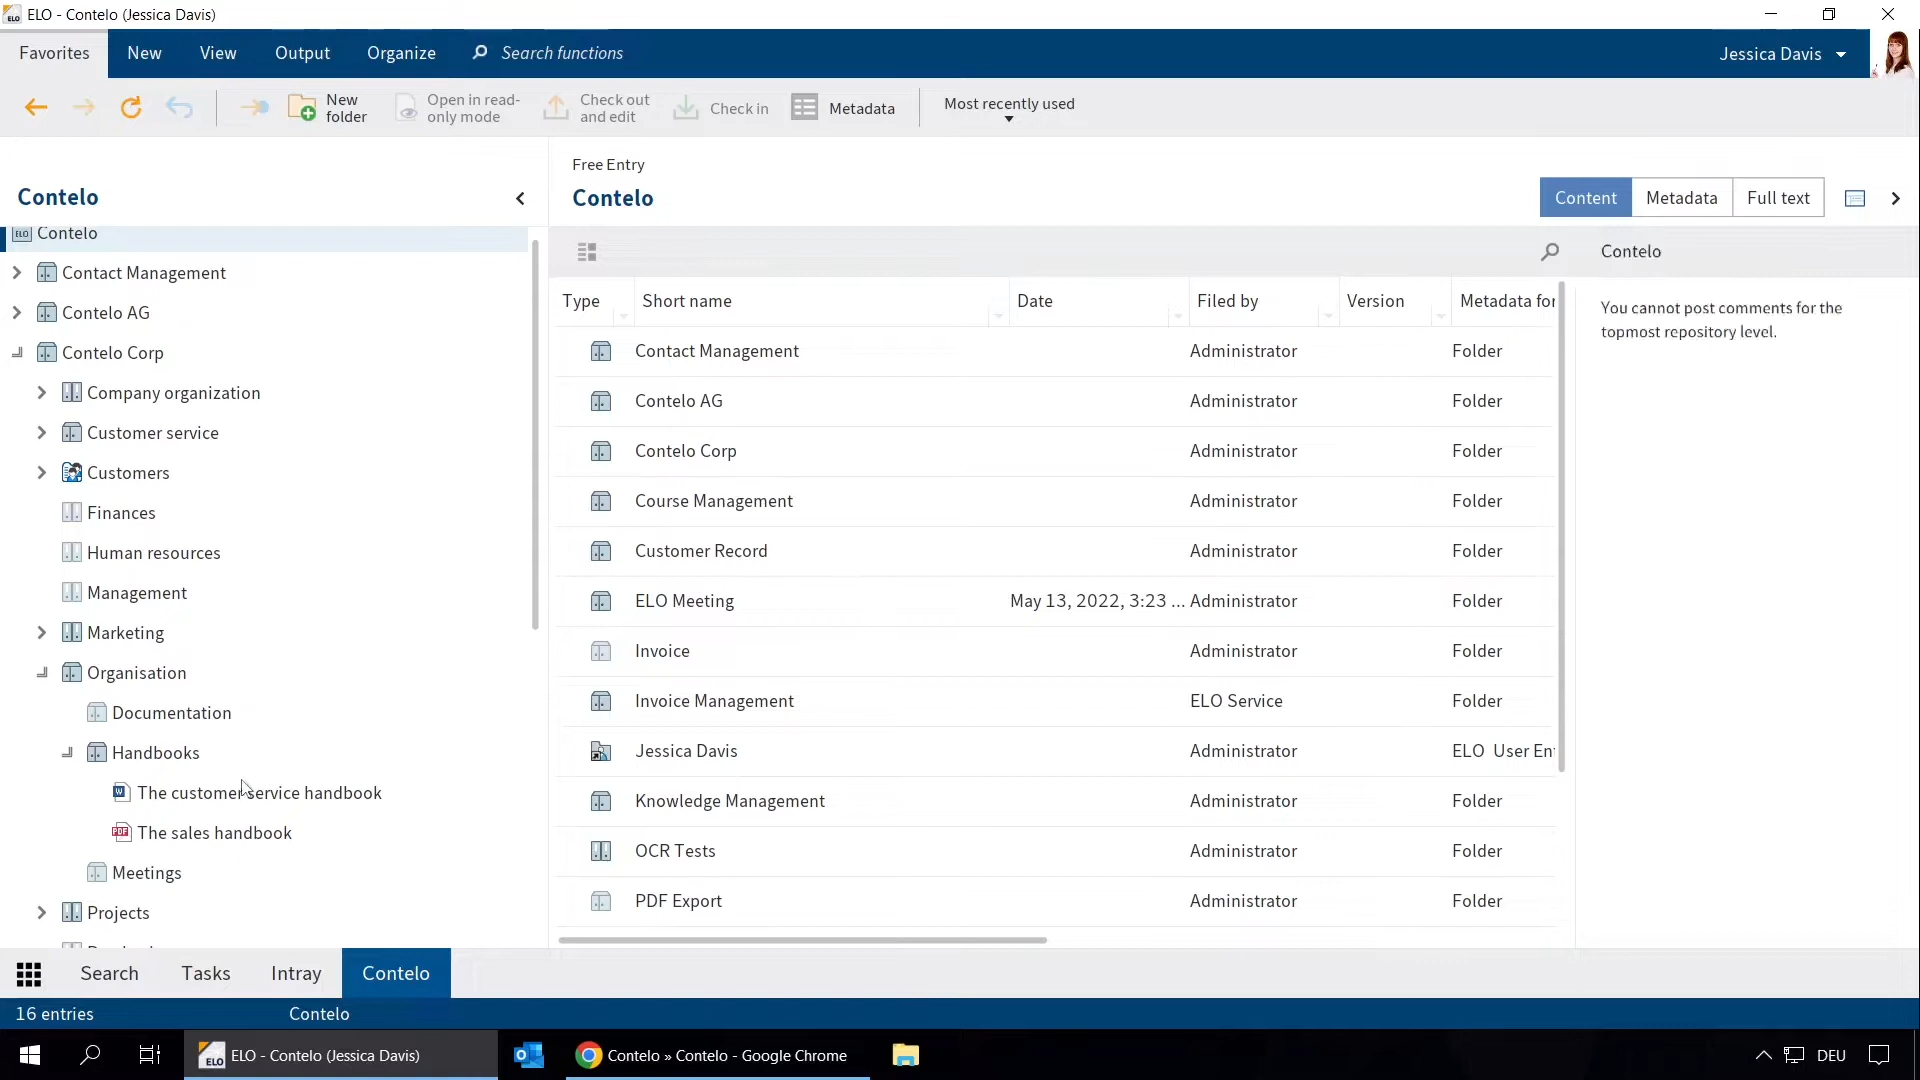 ELO - Contelo (Jessica Davis)
Favorites
New
View
Output
Organize
Search functions
Jessica Davis
New folder
Open in read-only mode
Check out and edit
Check in
Metadata
Most recently used
Contelo
Free Entry
Contelo
Content
Metadata
Full text
Contelo
Contact Management
Contelo AG
Contelo Corp
Company organization
Customer service
Customers
Finances
Human resources
Management
Marketing
Organisation
Documentation
Handbooks
The customer service handbook
The sales handbook
Meetings
Projects
Type Short name Date Filed by Version Metadata for
Contact Management Administrator Folder
Contelo AG Administrator Folder
Contelo Corp Administrator Folder
Course Management Administrator Folder
Customer Record Administrator Folder
ELO Meeting May 13, 2022, 3:23 ... Administrator Folder
Invoice Administrator Folder
Invoice Management ELO Service Folder
Jessica Davis Administrator ELO User Ent
Knowledge Management Administrator Folder
OCR Tests Administrator Folder
PDF Export Administrator Folder
Contelo
You cannot post comments for the
topmost repository level.
Search
Tasks
Intray
Contelo
16 entries
Contelo
ELO - Contelo (Jessica Davis)
Contelo » Contelo - Google Chrome
DEU